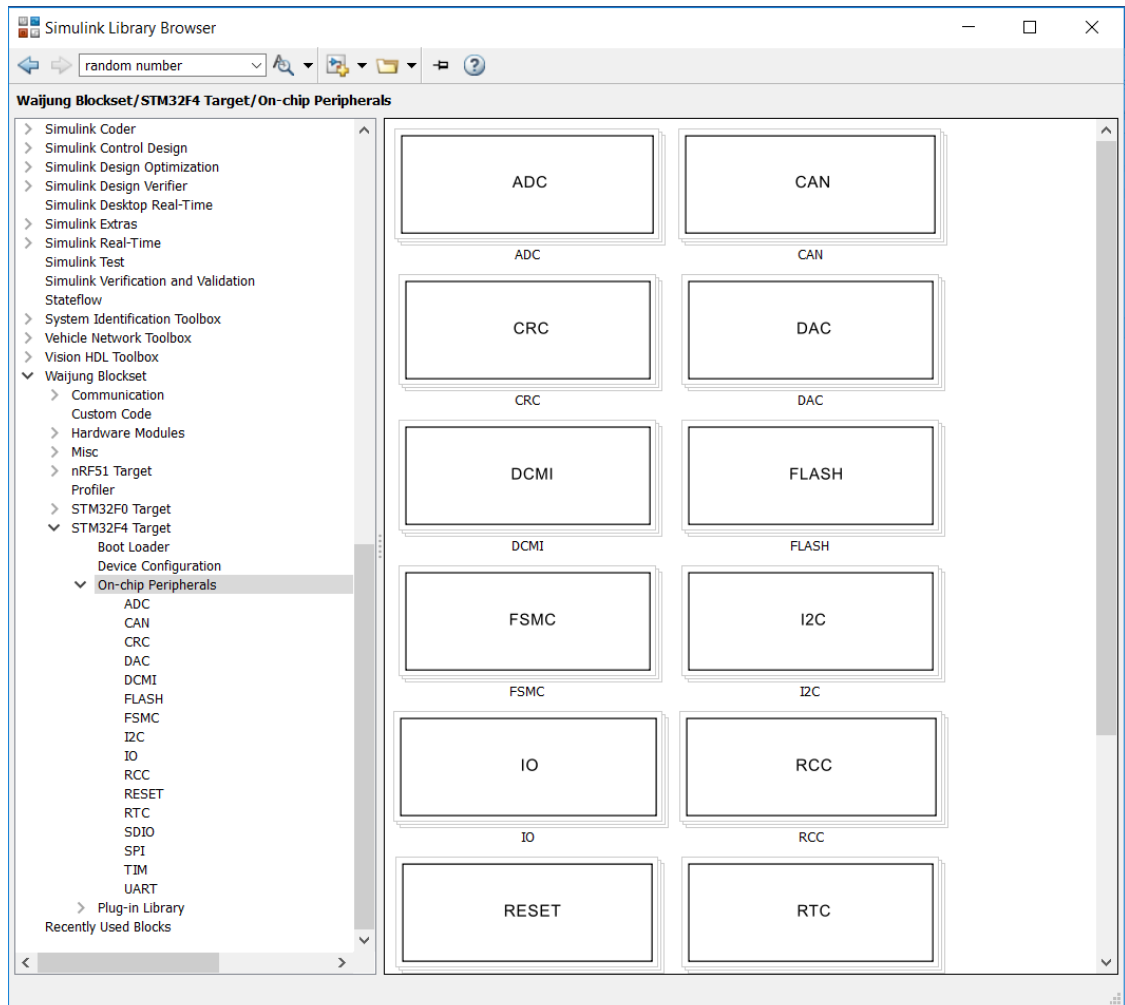 Simulink Library Browser
random number
Waijung Blockset/STM32F4 Target/On-chip Peripherals
Simulink Coder
Simulink Control Design
Simulink Design Optimization
Simulink Design Verifier
Simulink Desktop Real-Time
Simulink Extras
Simulink Real-Time
Simulink Test
Simulink Verification and Validation
Stateflow
System Identification Toolbox
Vehicle Network Toolbox
Vision HDL Toolbox
Waijung Blockset
Communication
Custom Code
Hardware Modules
Misc
nRF51 Target
Profiler
STM32F0 Target
STM32F4 Target
Boot Loader
Device Configuration
On-chip Peripherals
ADC
CAN
CRC
DAC
DCMI
FLASH
FSMC
I2C
IO
RCC
RESET
RTC
SDIO
SPI
TIM
UART
Plug-in Library
Recently Used Blocks
ADC CAN
ADC CAN
CRC DAC
CRC DAC
DCMI FLASH
DCMI FLASH
FSMC I2C
FSMC I2C
IO RCC
IO RCC
RESET RTC